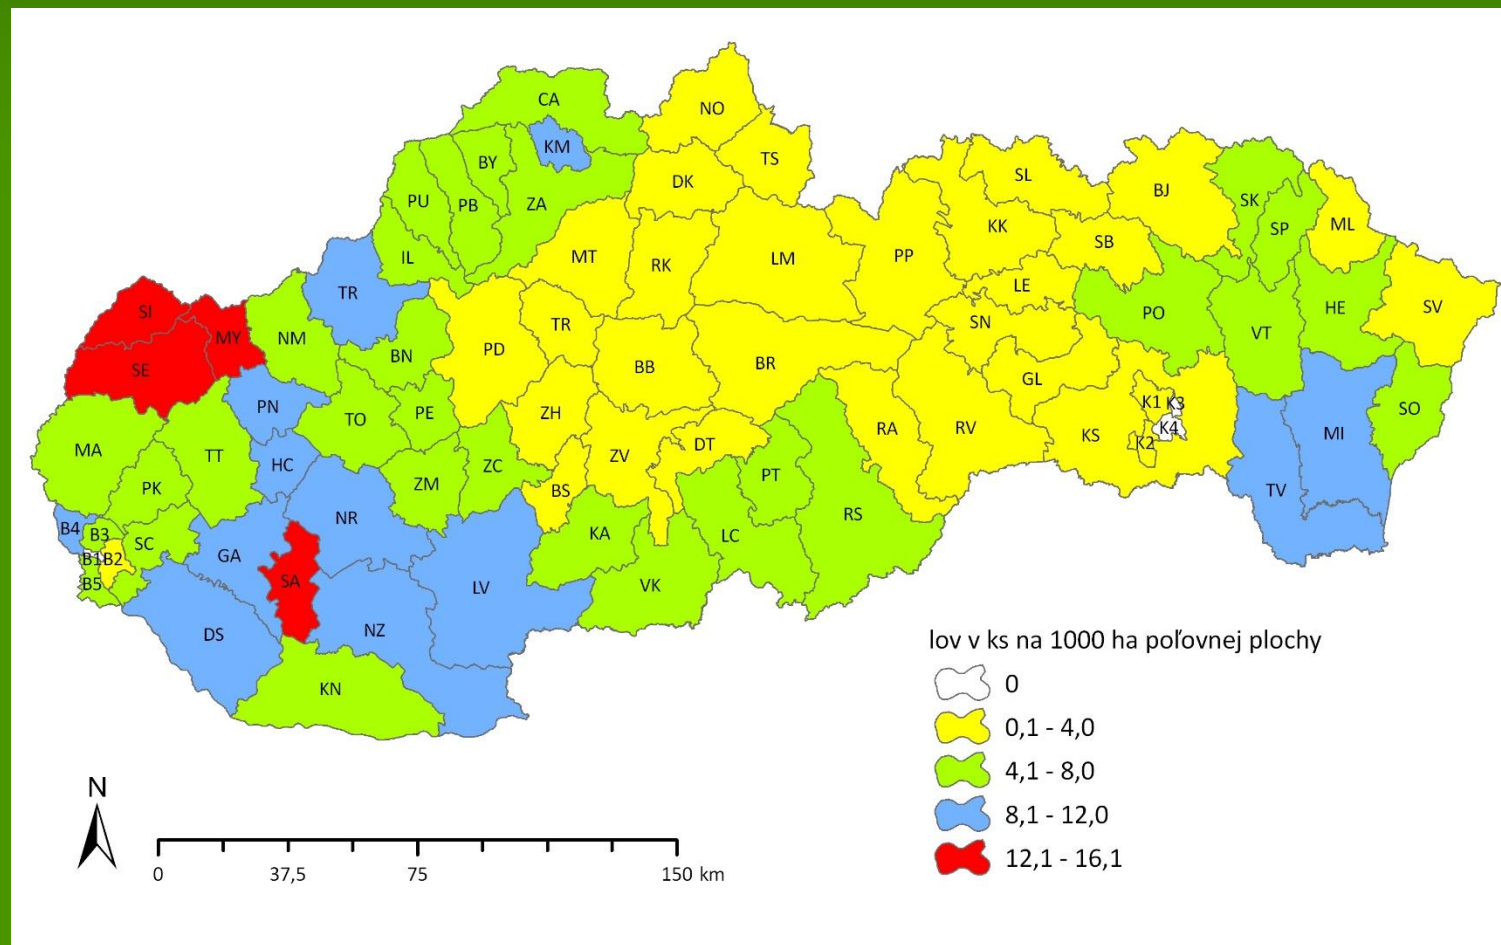 NO
CA
KM
TS
BY
DK
SL
BJ
PU
PB
ZA
SK
SP
ML
KK
SB
IL
MT
RK
LM
PP
TR
LE
SI
MY
NM
TR
SN
PO
VT
HE
SV
PD
BN
BB
BR
SE
GL
PN
TO
PE
ZH
K1
K3
SO
MA
TT
RA
RV
KS
K4
K2
MI
DT
ZV
HC
ZM
ZC
PT
PK
BS
TV
NR
RS
B4
B3
SC
KA
LC
B1
B2
GA
B5
SA
LV
VK
DS
NZ
KN
lov v ks na 1000 ha poľovnej plochy
0
0,1 - 4,0
4,1 - 8,0
8,1 - 12,0
12,1 - 16,1
N
0 37,5 75 150 km